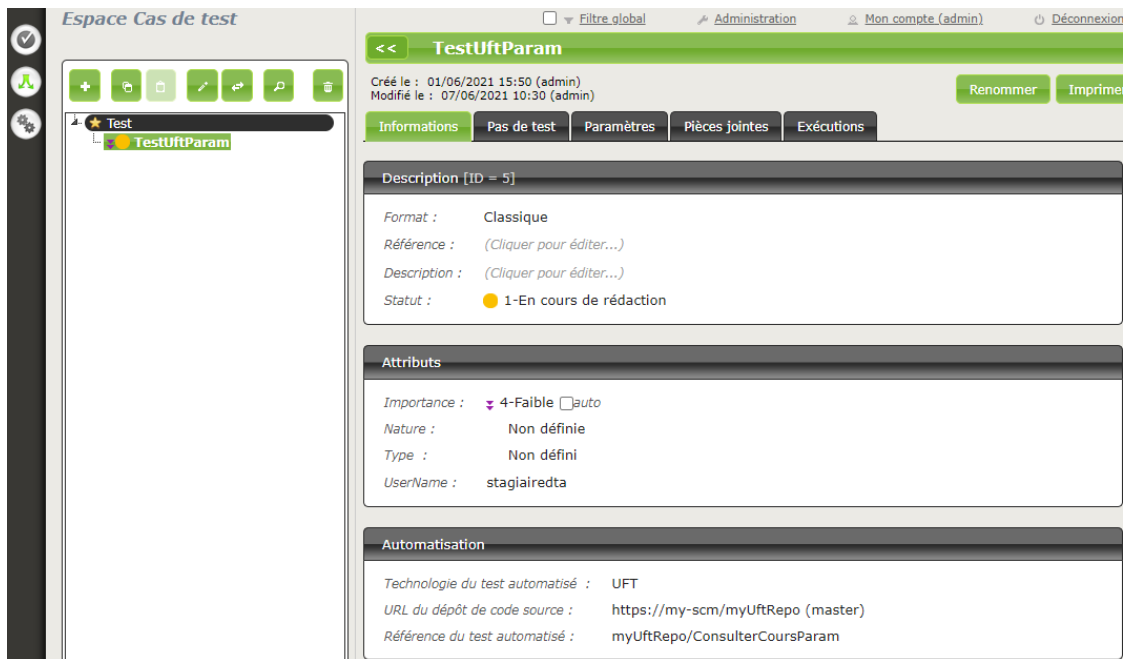 Espace Cas de test
Filtre global
Administration
Mon compte (admin)
Déconnexion
<<
TestUftParam
Créé le : 01/06/2021 15:50 (admin)
Modifié le : 07/06/2021 10:30 (admin)
Renommer
Imprimer
Test
TestUftParam
Informations
Pas de test
Paramètres
Pièces jointes
Exécutions
Description [ID = 5]
Format : Classique
Référence : (Cliquer pour éditer...)
Description : (Cliquer pour éditer...)
Statut : 1-En cours de rédaction
Attributs
Importance : 4-Faible auto
Nature : Non définie
Type : Non défini
UserName : stagiairedta
Automatisation
Technologie du test automatisé : UFT
URL du dépôt de code source : https://my-scm/myUftRepo (master)
Référence du test automatisé : myUftRepo/ConsulterCoursParam